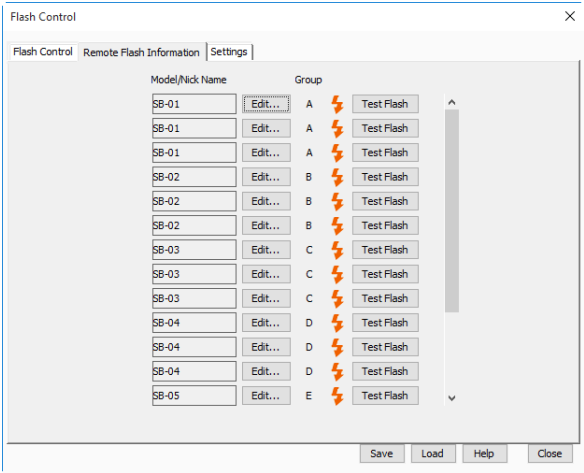 Flash Control
Flash Control Remote Flash Information Settings
Model/Nick Name Group
SB-01 Edit... A Test Flash
SB-01 Edit... A Test Flash
SB-01 Edit... A Test Flash
SB-02 Edit... B Test Flash
SB-02 Edit... B Test Flash
SB-02 Edit... B Test Flash
SB-03 Edit... C Test Flash
SB-03 Edit... C Test Flash
SB-03 Edit... C Test Flash
SB-04 Edit... D Test Flash
SB-04 Edit... D Test Flash
SB-04 Edit... D Test Flash
SB-05 Edit... E Test Flash
Save Load Help Close